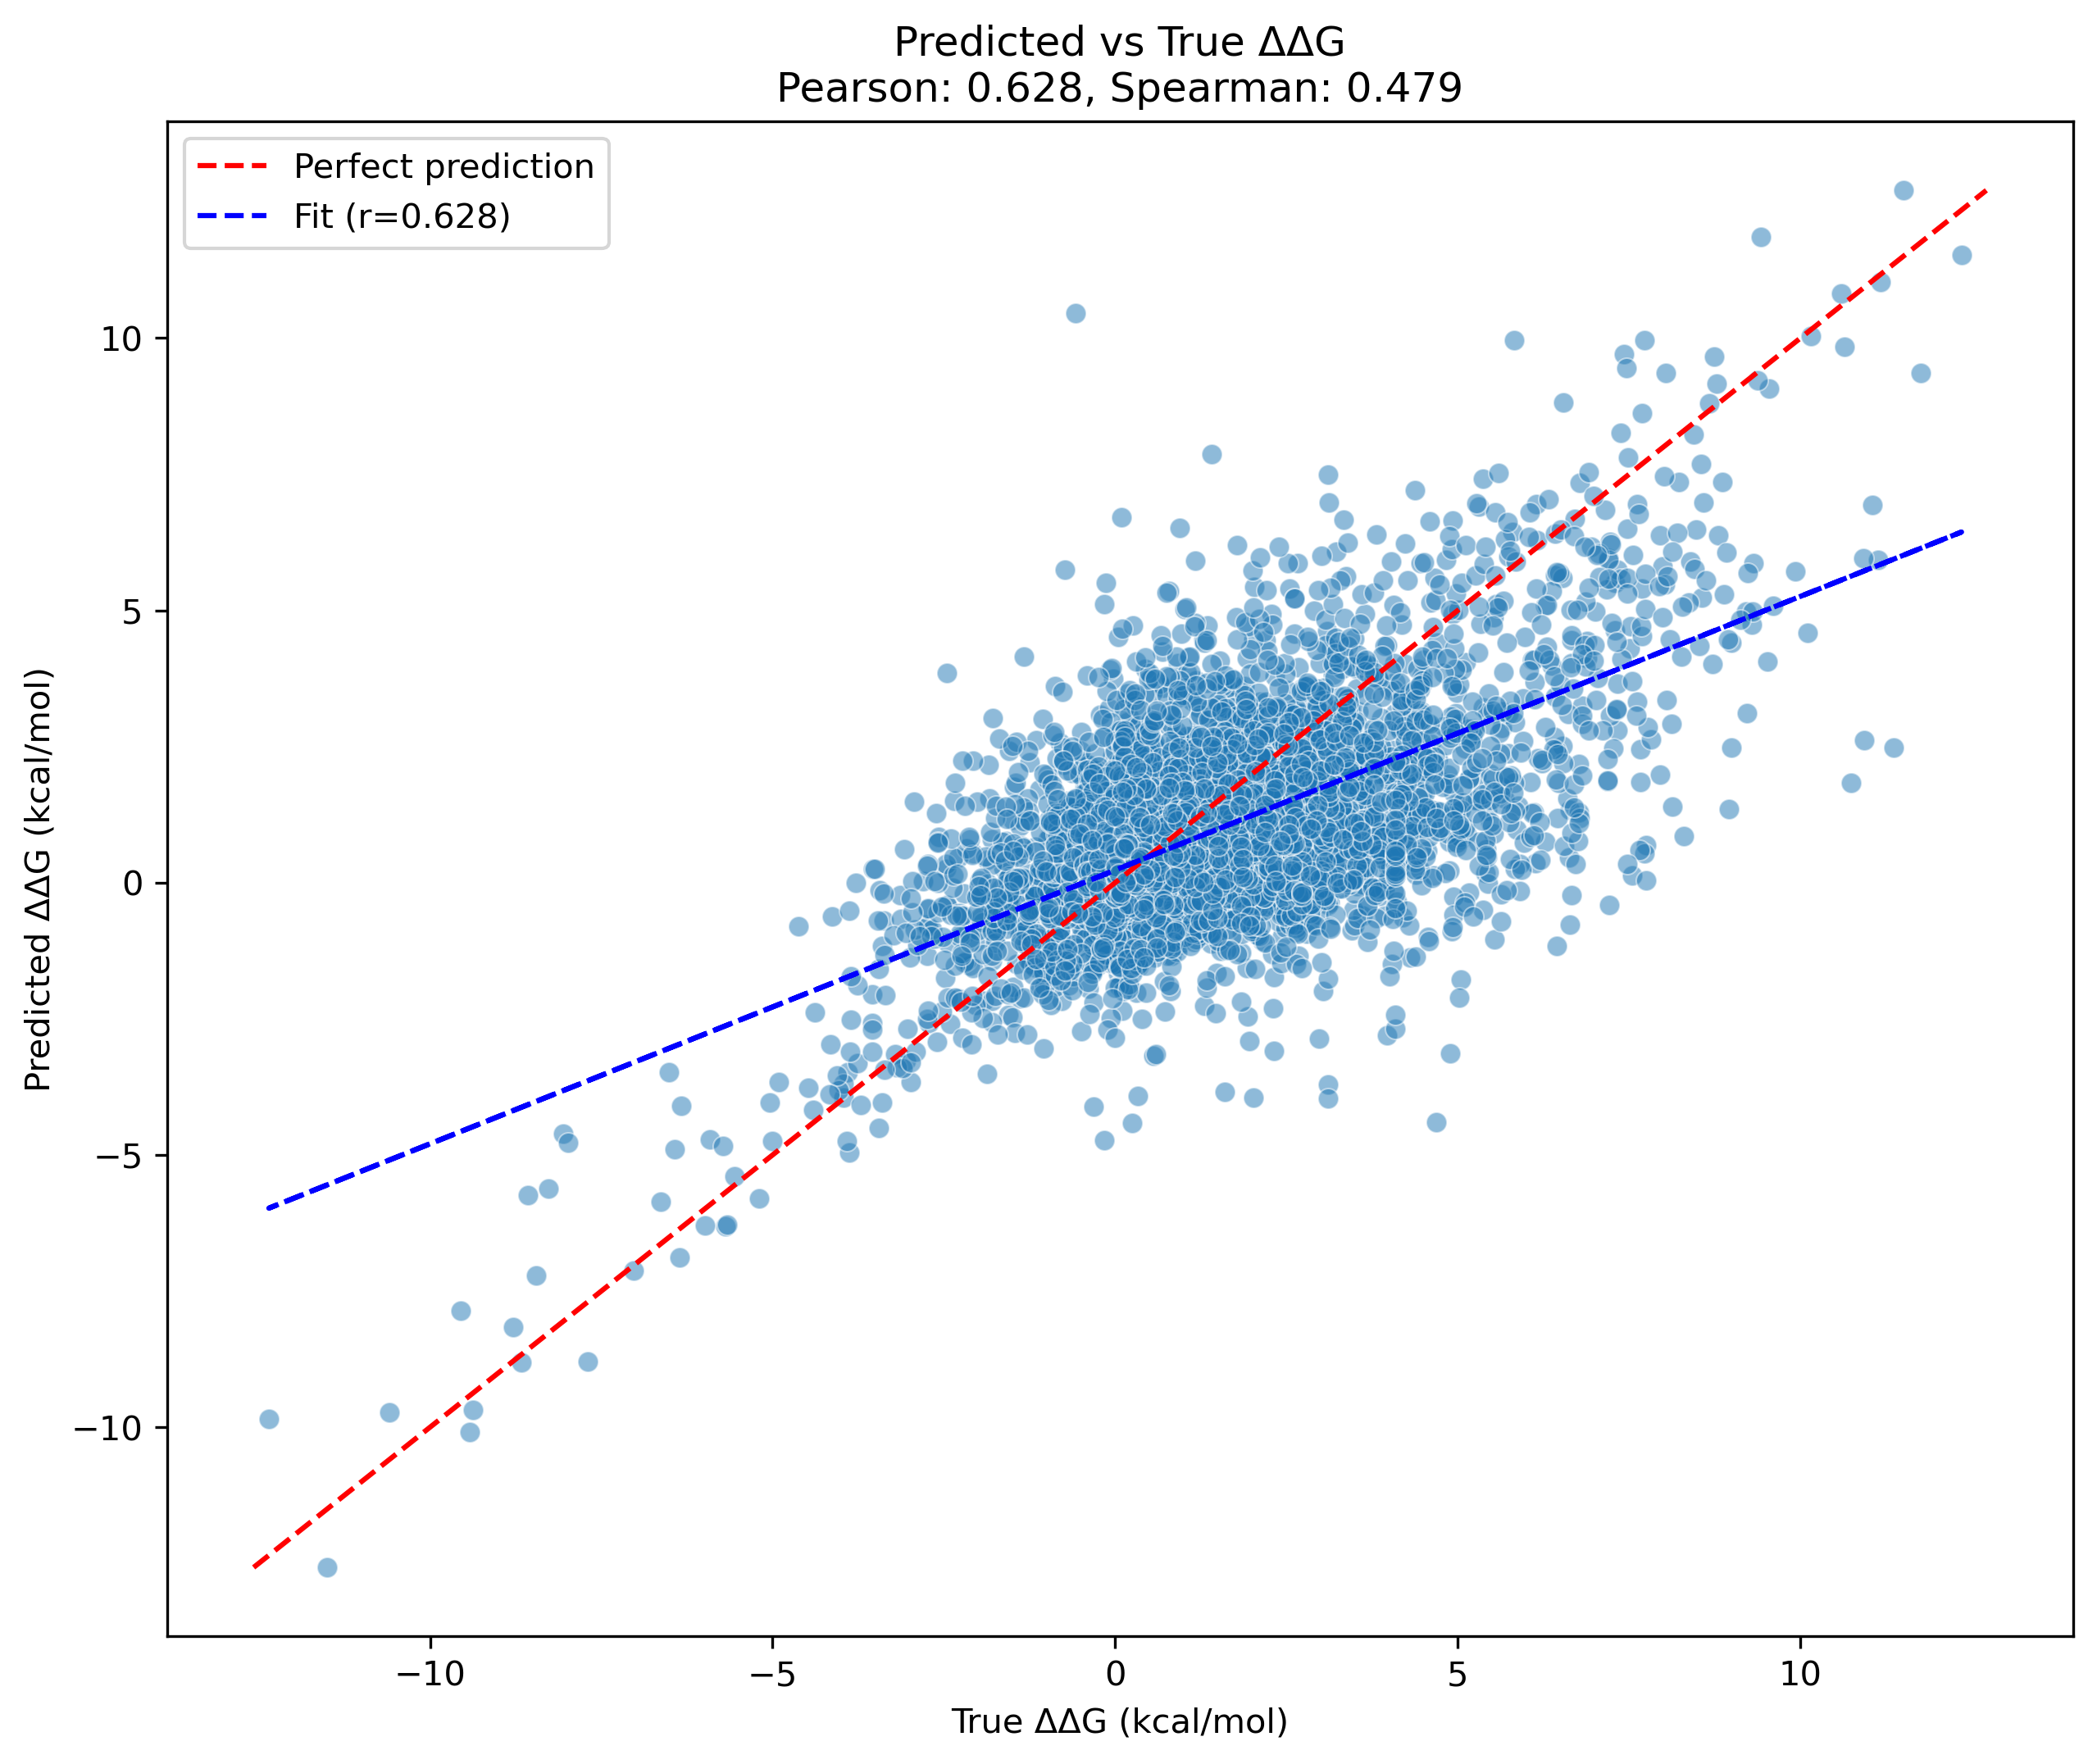 Predicted vs True ΔΔG
Pearson: 0.628, Spearman: 0.479
Perfect prediction
Fit (r=0.628)
10
5
0
−5
−10
Predicted ΔΔG (kcal/mol)
−10
−5
0
5
10
True ΔΔG (kcal/mol)